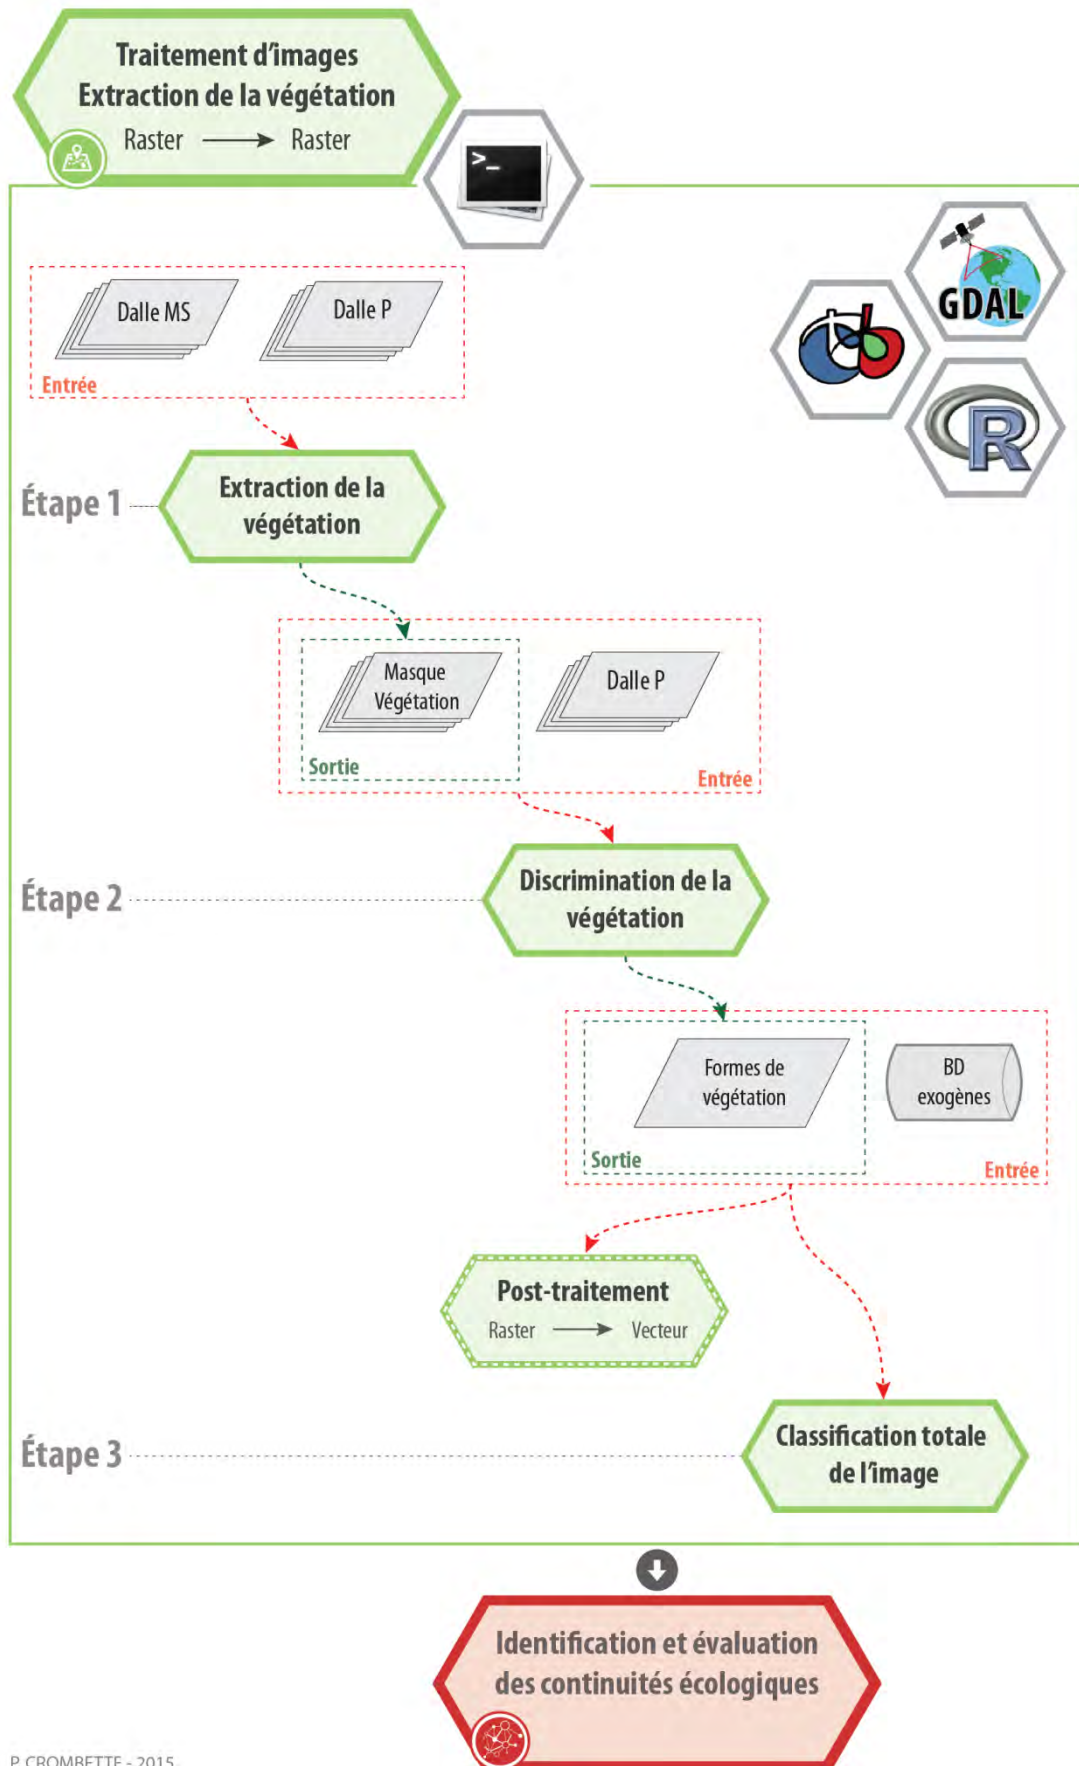 Traitement d'images
Extraction de la végétation
Raster Raster
>_
GDAL
R
Dalle MS
Dalle P
Entrée
Étape 1
Extraction de la
végétation
Masque
Végétation
Dalle P
Sortie
Entrée
Étape 2
Discrimination de la
végétation
Formes de
végétation
BD
exogènes
Sortie
Entrée
Post-traitement
Raster Vecteur
Étape 3
Classification totale
de l'image
Identification et évaluation
des continuités écologiques
P. CROMBETTE - 2015